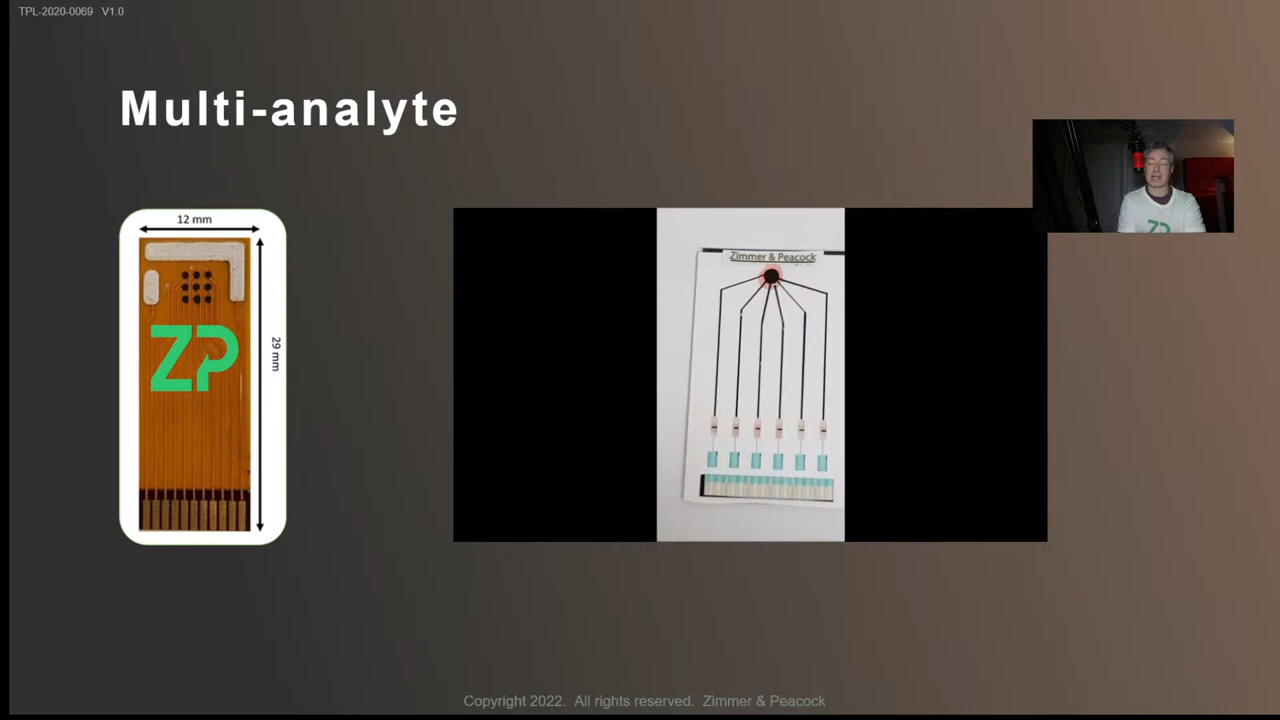 TPL-2020-0069 V1.0
Multi-analyte
12 mm
29 mm
ZP
Zimmer & Peacock
ZP
Copyright 2022. All rights reserved. Zimmer & Peacock